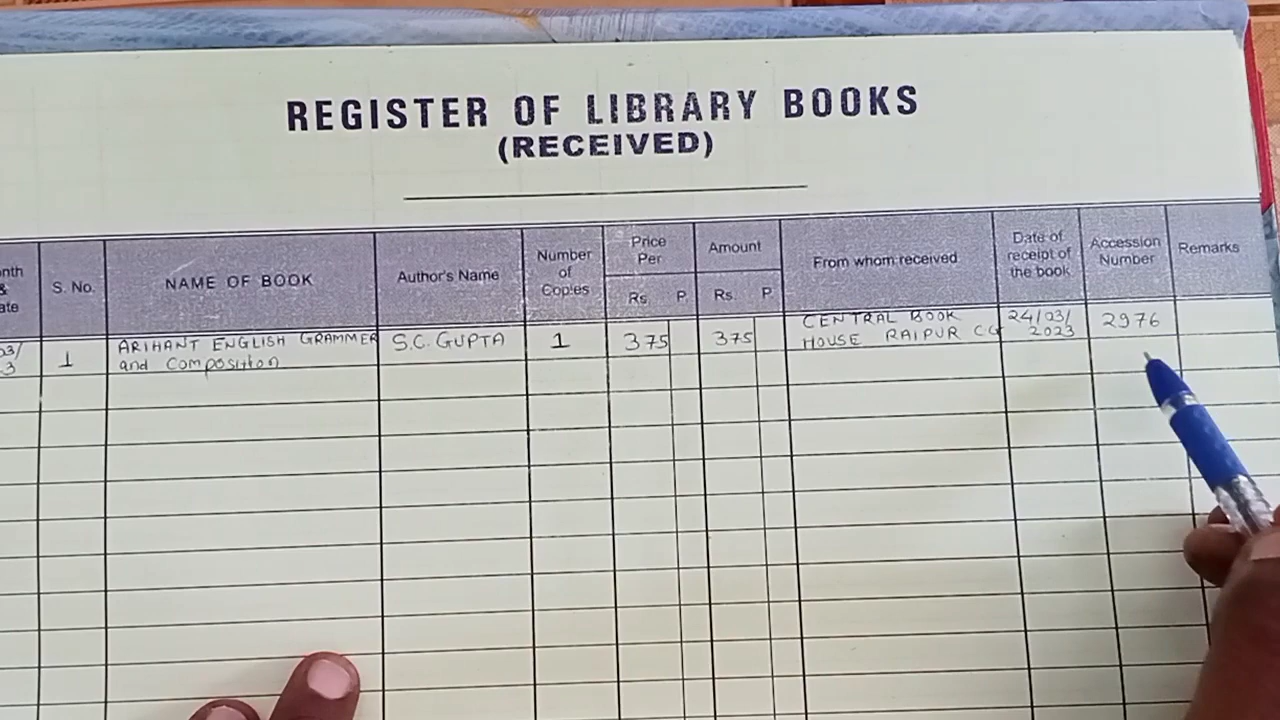 REGISTER OF LIBRARY BOOKS
(RECEIVED)
S. No.
NAME OF BOOK
Author's Name
Number
of
Copies
Price
Per
Rs P.
Amount
Rs P.
From whom received
Date of
receipt of
the book
Accession
Number
Remarks
1
ARIHANT ENGLISH GRAMMER
and Composition
S.C. GUPTA
1
375
375
CENTRAL BOOK
HOUSE RAIPUR CG
24/03/
2023
2976